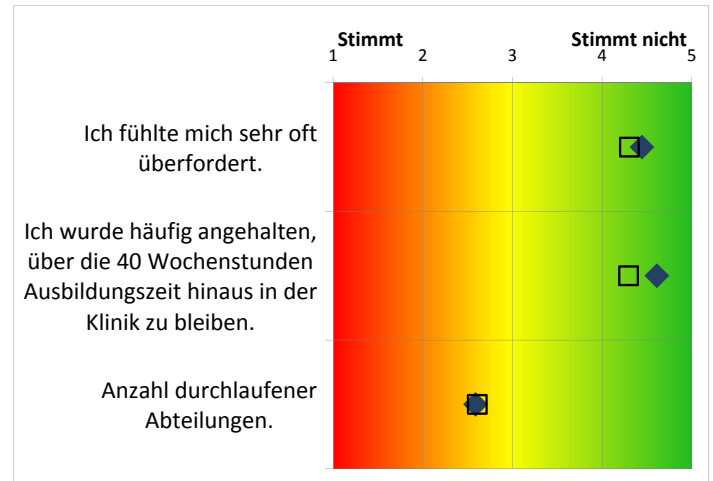 Stimmt Stimmt nicht
1 2 3 4 5
Ich fühlte mich sehr oft
überfordert.
Ich wurde häufig angehalten,
über die 40 Wochenstunden
Ausbildungszeit hinaus in der
Klinik zu bleiben.
Anzahl durchlaufener
Abteilungen.